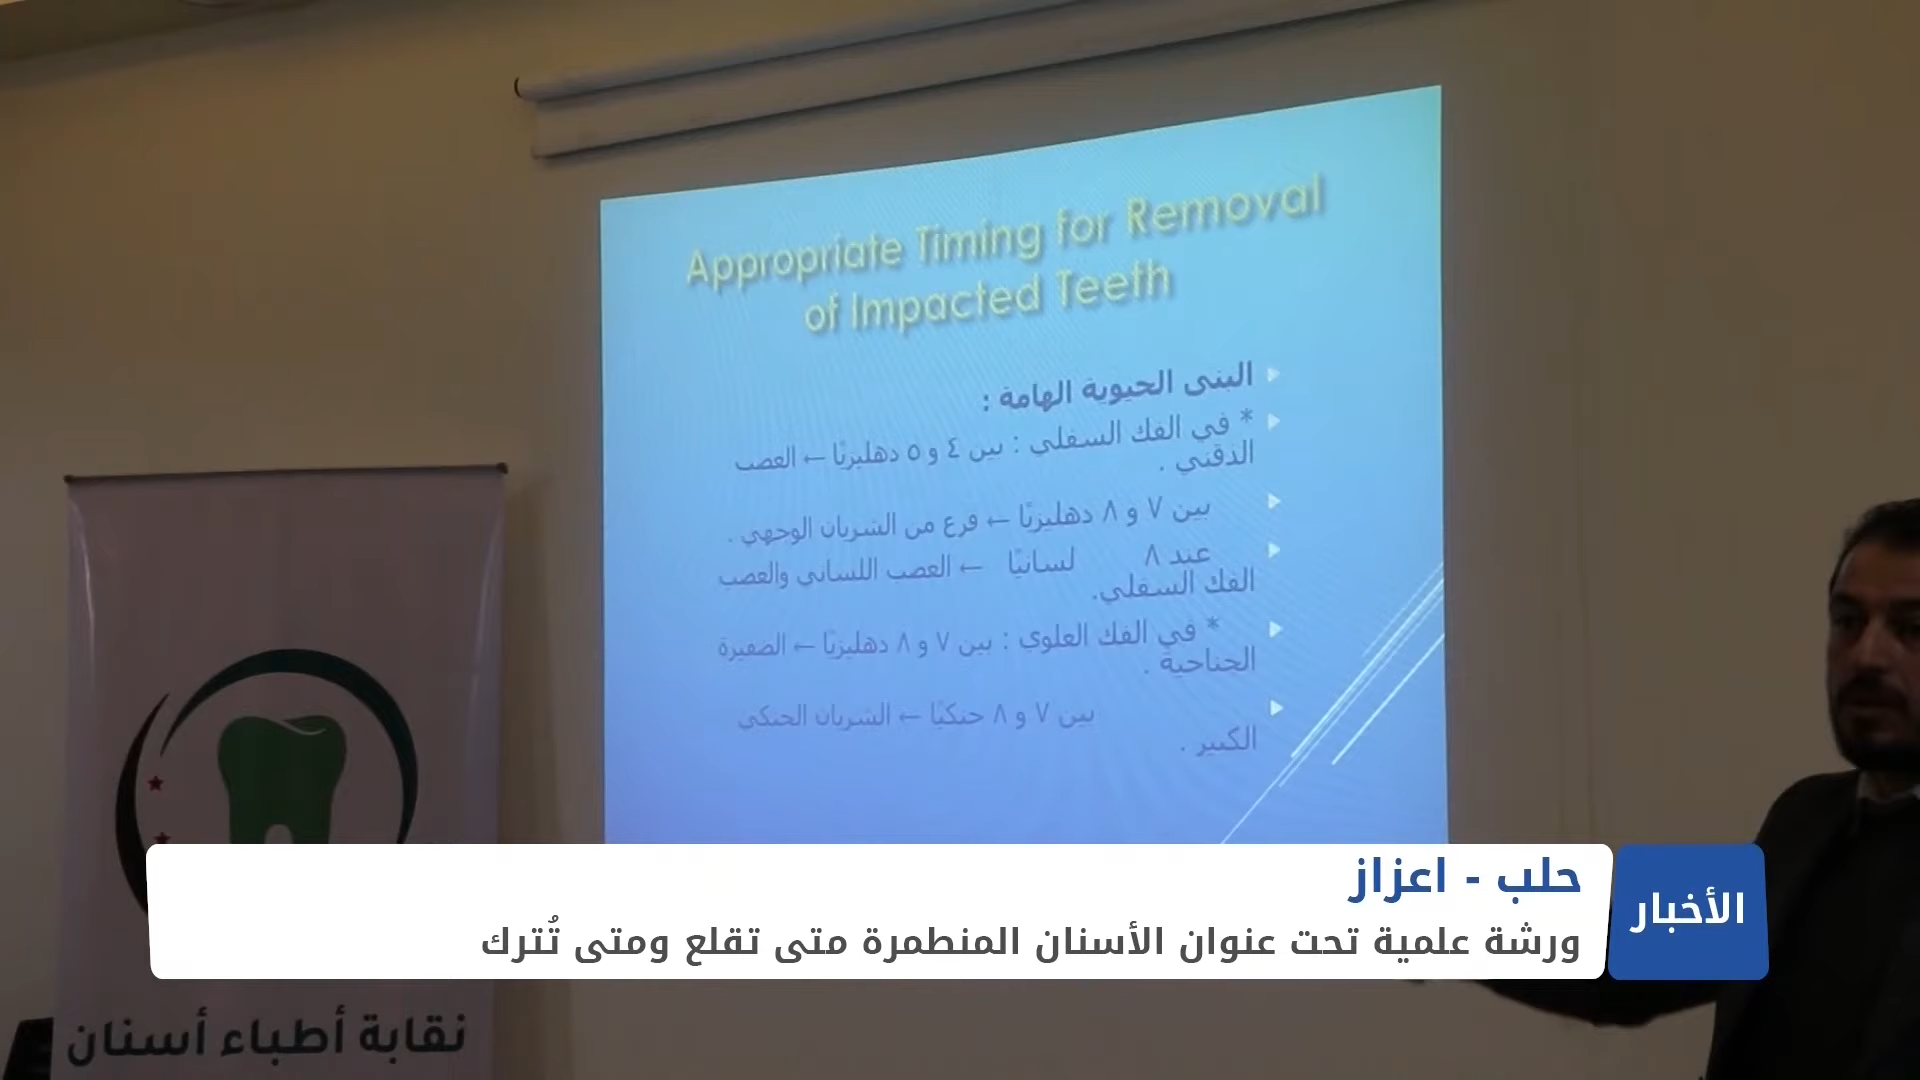 Appropriate Timing for Removal
of Impacted Teeth
البنى الحيوية الهامة :
* في الفك السفلي : بين ٤ و ٥ دهليزيًا ← العصب
الذقني .
بين ٧ و ٨ دهليزيًا ← فرع من الشريان الوجهي .
عند ٨ لسانيًا ← العصب اللساني والعصب
الفك السفلي.
* في الفك العلوي : بين ٧ و ٨ دهليزيًا ← الضفيرة
الجناحية .
بين ٧ و ٨ حنكيًا ← الشريان الحنكي
الكبير .
الأخبار
حلب - اعزاز
ورشة علمية تحت عنوان الأسنان المنطمرة متى تقلع ومتى تُترك
نقابة أطباء أسنان